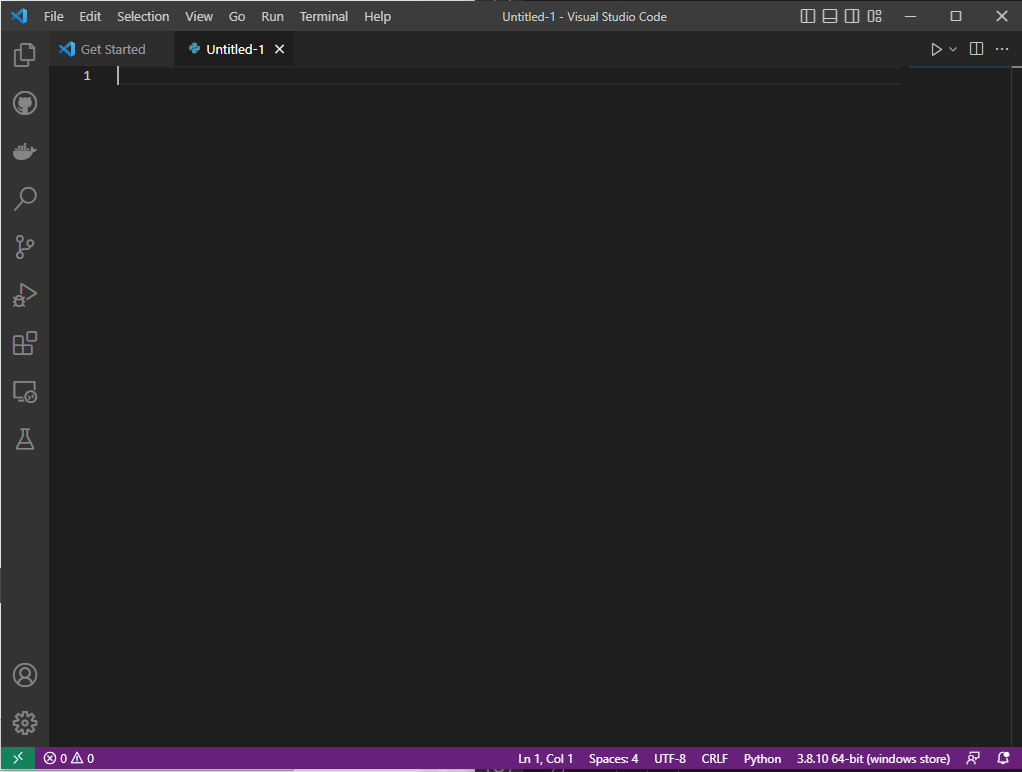 File Edit Selection View Go Run Terminal Help Untitled-1 - Visual Studio Code
Get Started Untitled-1
1
0 0 Ln 1, Col 1 Spaces: 4 UTF-8 CRLF Python 3.8.10 64-bit (windows store)